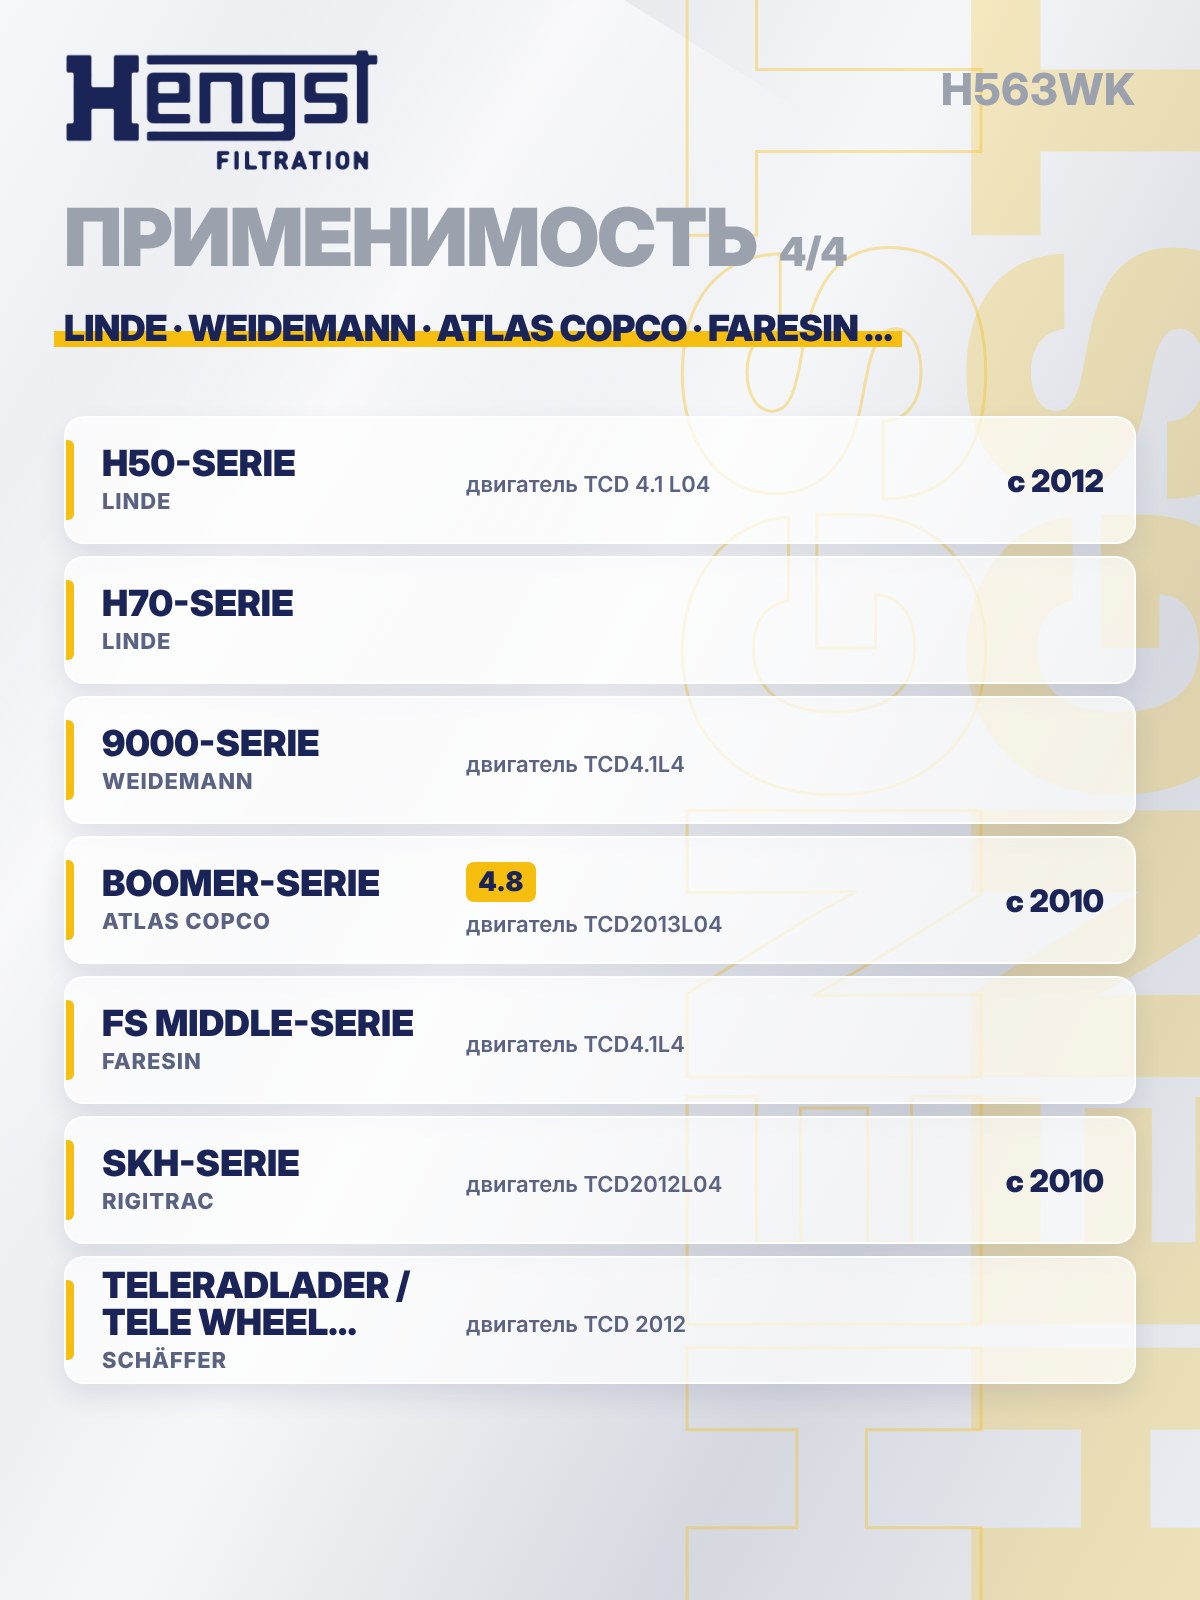 Hengst
FILTRATION
H563WK
ПРИМЕНИМОСТЬ 4/4
LINDE · WEIDEMANN · ATLAS COPCO · FARESIN ...
H50-SERIE
LINDE
двигатель TCD 4.1 L04
с 2012
H70-SERIE
LINDE
9000-SERIE
WEIDEMANN
двигатель TCD4.1L4
BOOMER-SERIE
ATLAS COPCO
4.8
двигатель TCD2013L04
с 2010
FS MIDDLE-SERIE
FARESIN
двигатель TCD4.1L4
SKH-SERIE
RIGITRAC
двигатель TCD2012L04
с 2010
TELERADLADER /
TELE WHEEL...
SCHÄFFER
двигатель TCD 2012
HENGST
HENGST